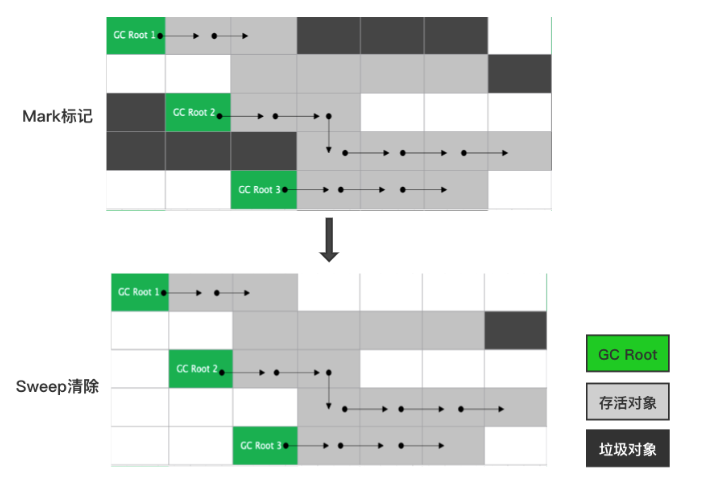 GC Root 1
Mark标记
GC Root 2
GC Root 3
GC Root 1
Sweep清除
GC Root 2
GC Root 3
GC Root
存活对象
垃圾对象